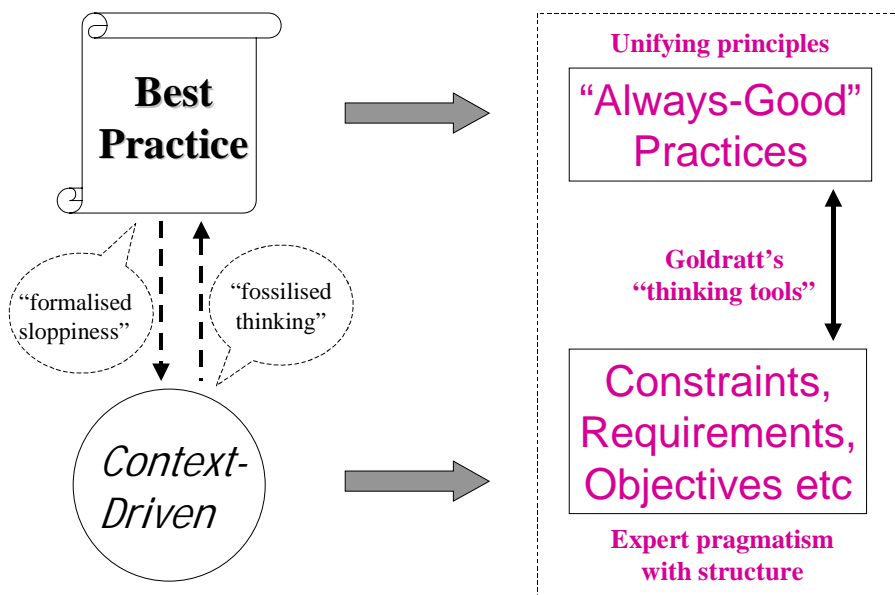 Best
Practice
“formalised
sloppiness”
“fossilised
thinking”
Context-
Driven
Unifying principles
“Always-Good”
Practices
Goldratt’s
“thinking tools”
Constraints,
Requirements,
Objectives etc
Expert pragmatism
with structure